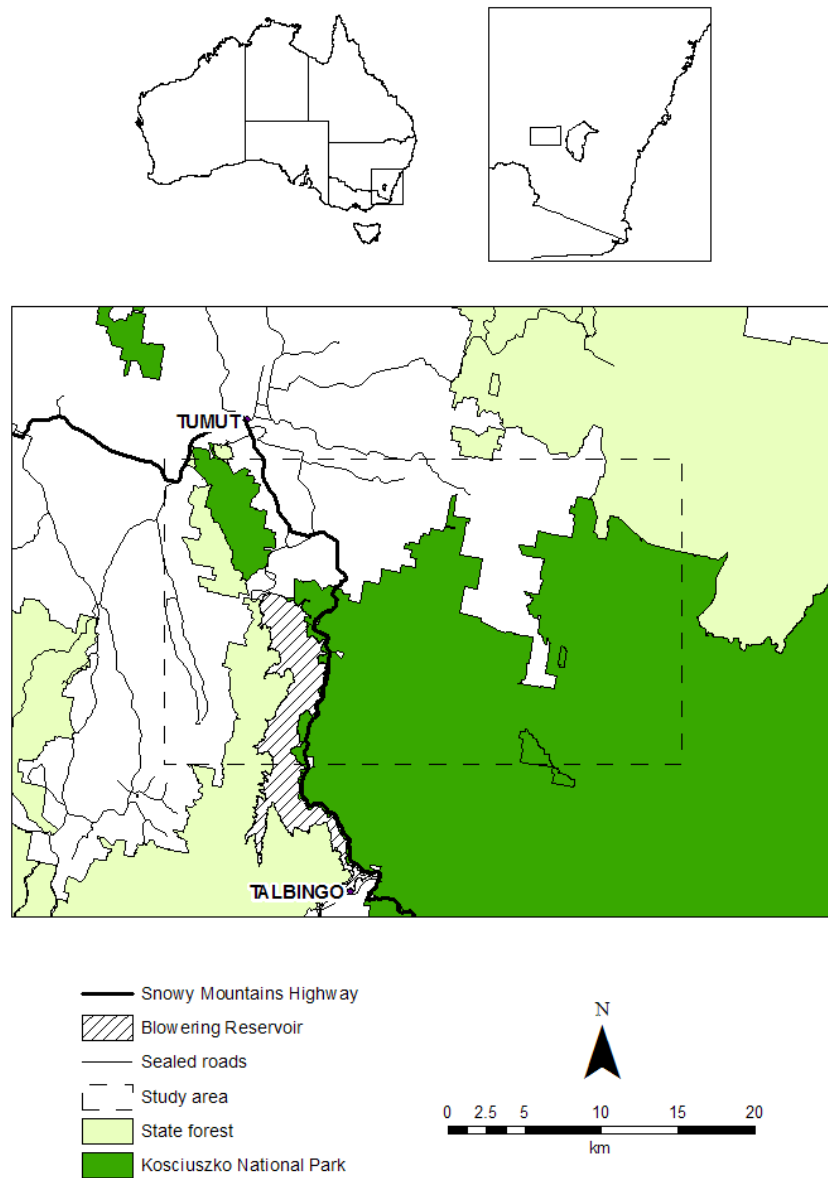 TUMUT
TALBINGO
Snowy Mountains Highway
Blowering Reservoir
Sealed roads
Study area
State forest
Kosciuszko National Park
N
0 2.5 5 10 15 20
km